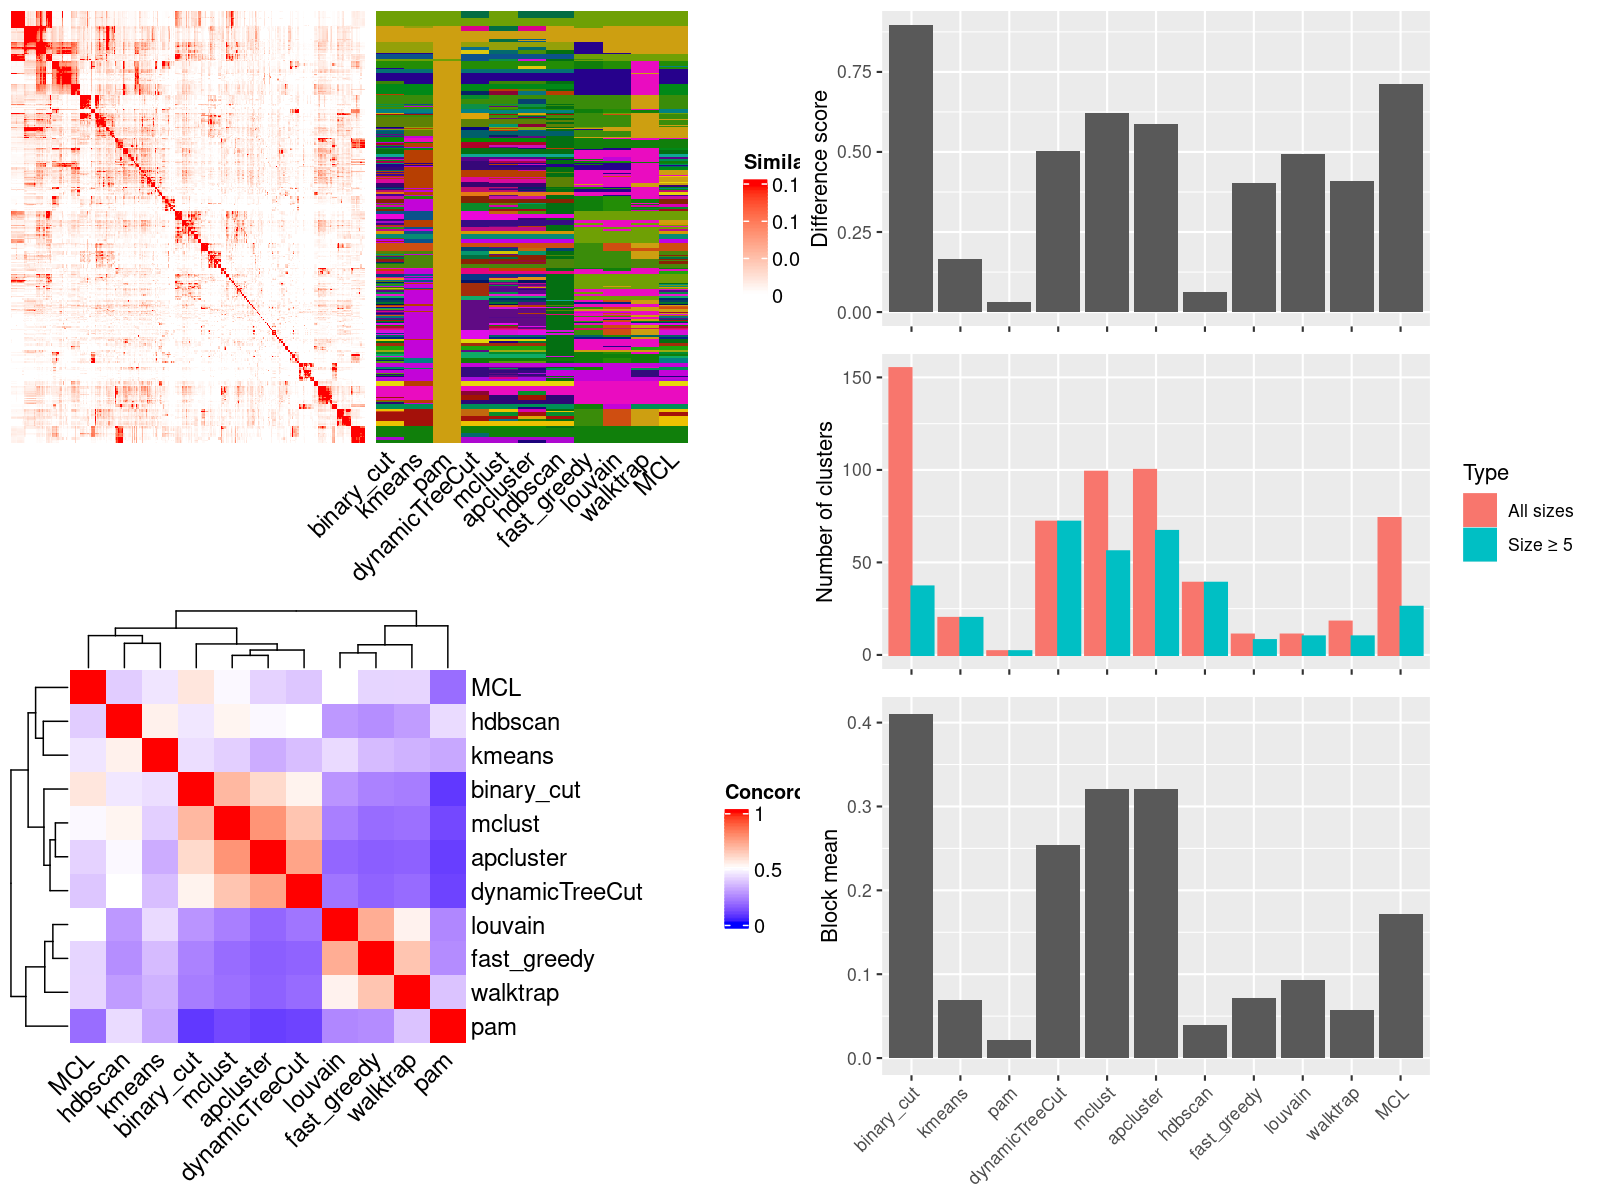 binary_cut
kmeans
pam
dynamicTreeCut
mclust
apcluster
hdbscan
fast_greedy
louvain
walktrap
MCL
Simila
0.1
0.1
0.0
0
MCL
hdbscan
kmeans
binary_cut
mclust
apcluster
dynamicTreeCut
louvain
fast_greedy
walktrap
pam
MCL
hdbscan
kmeans
binary_cut
mclust
apcluster
dynamicTreeCut
louvain
fast_greedy
walktrap
pam
Concord
1
0.5
0
Difference score
0.75
0.50
0.25
0.00
Number of clusters
150
100
50
0
Type
All sizes
Size ≥ 5
Block mean
0.4
0.3
0.2
0.1
0.0
binary_cut
kmeans
pam
dynamicTreeCut
mclust
apcluster
hdbscan
fast_greedy
louvain
walktrap
MCL